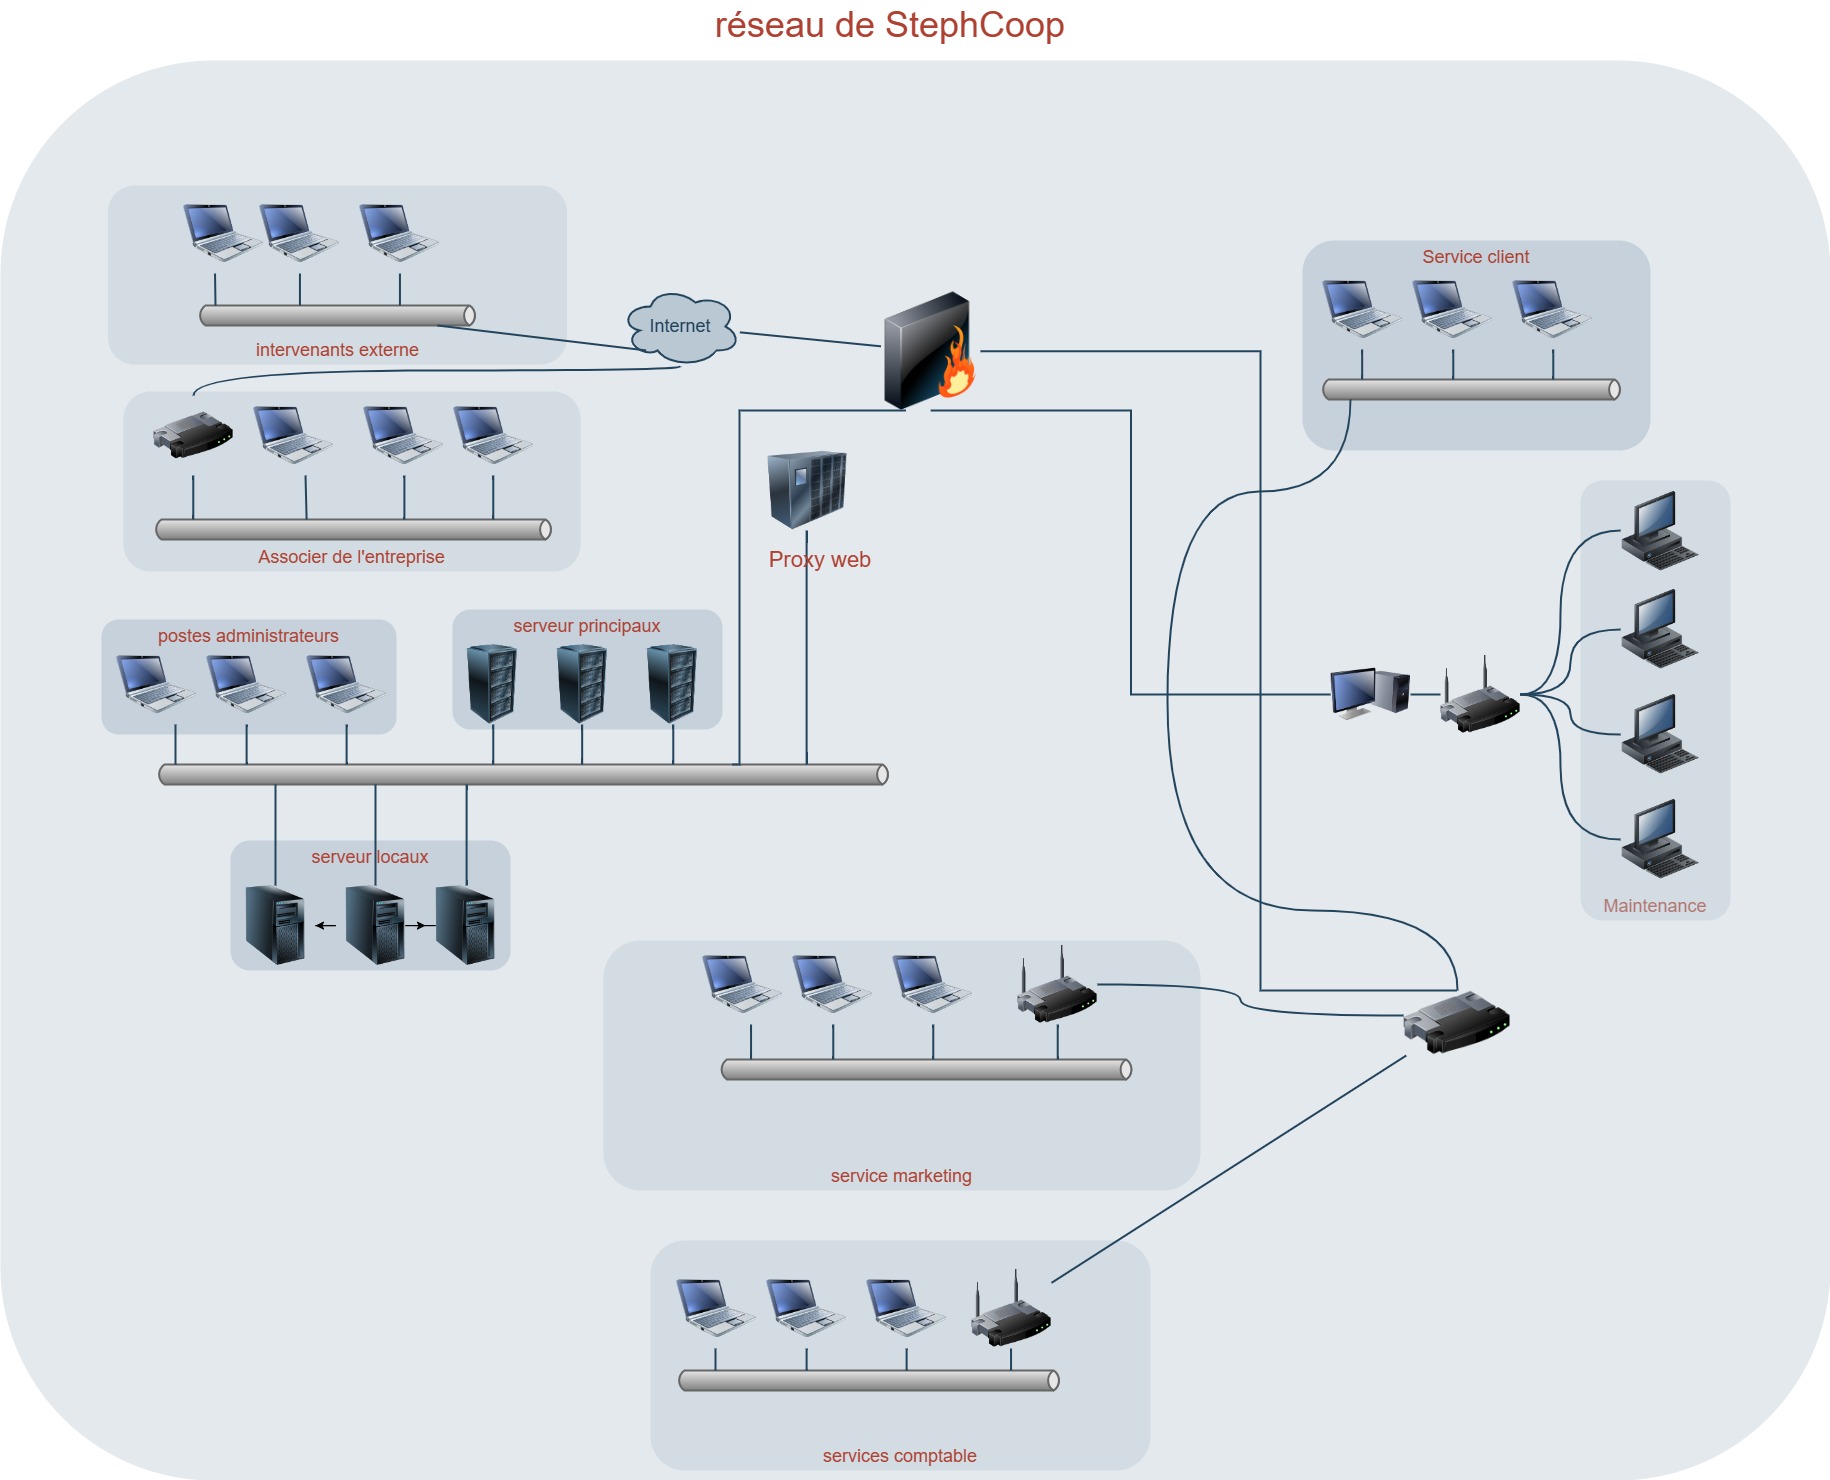 réseau de StephCoop
Service client
Internet
intervenants externe
Associer de l'entreprise
Proxy web
postes administrateurs
serveur principaux
serveur locaux
Maintenance
service marketing
services comptable